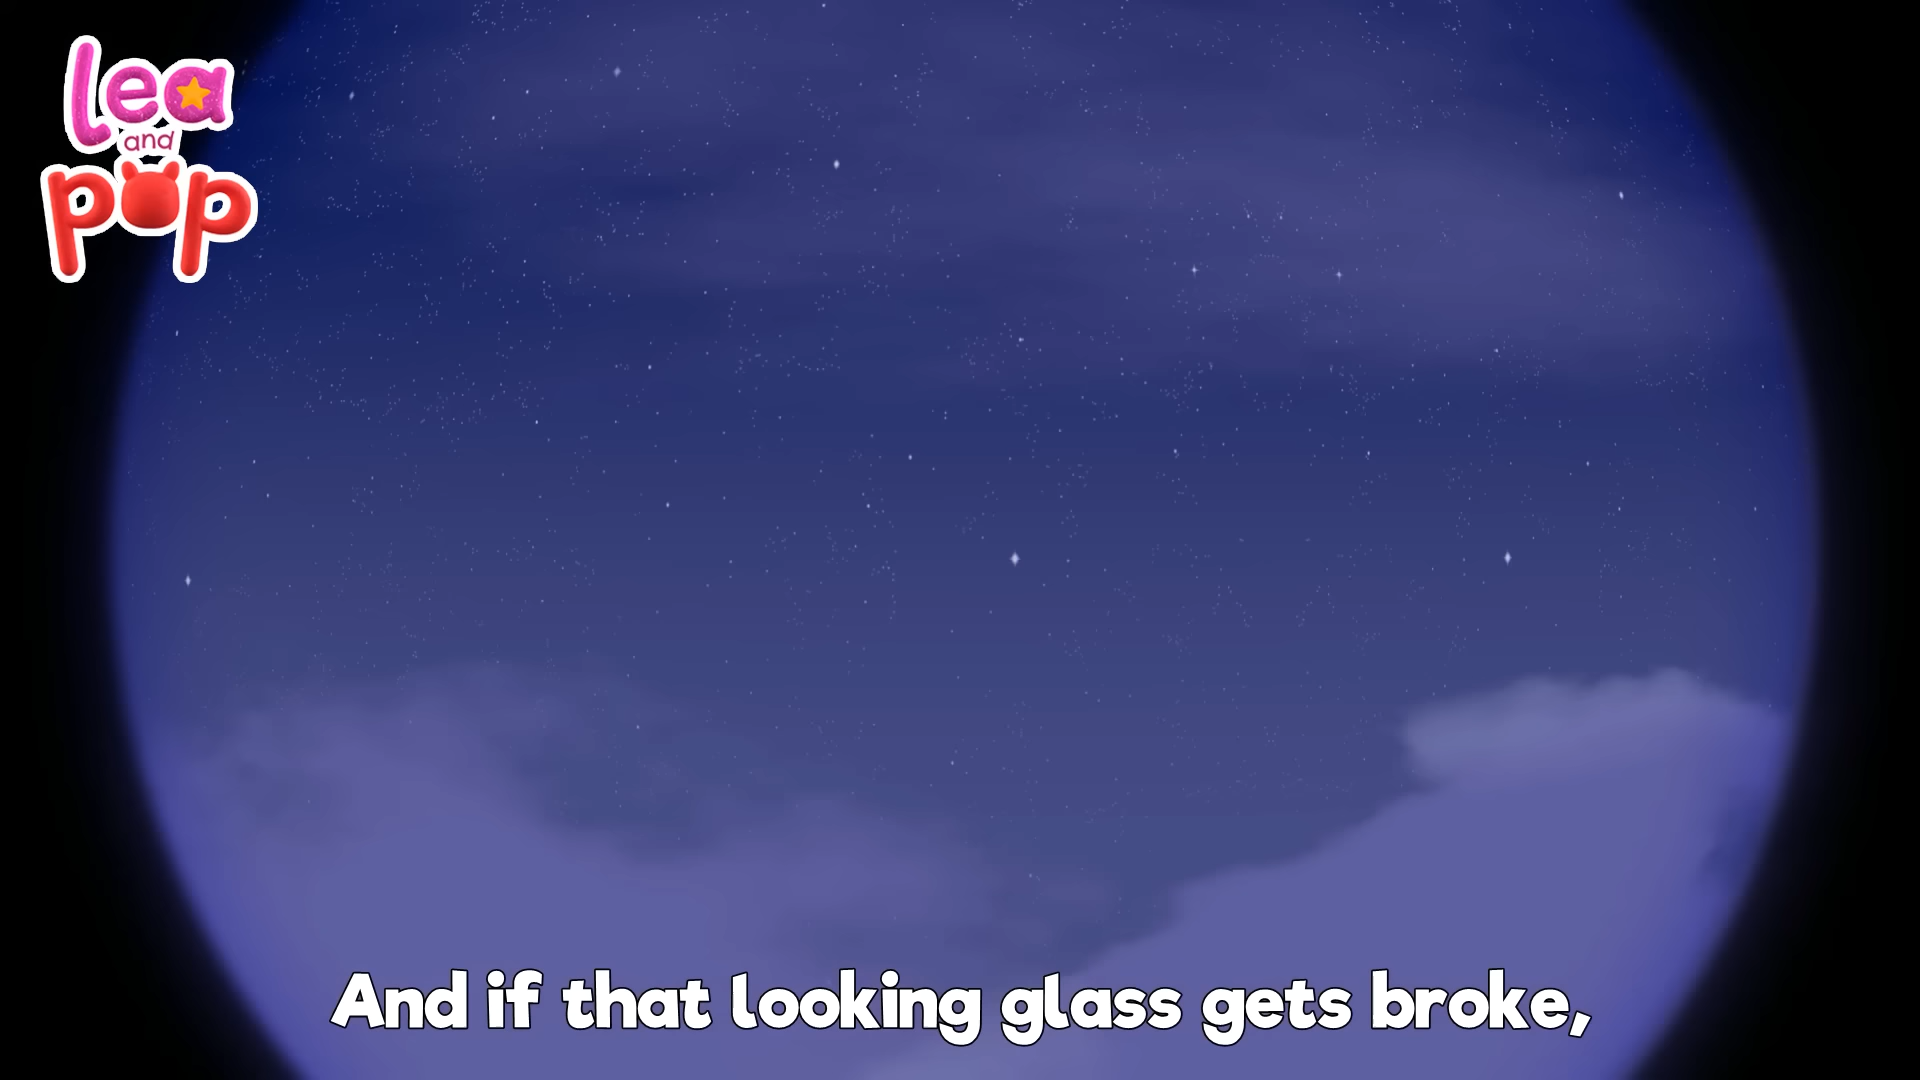 lea
and
pop
And if that looking glass gets broke,